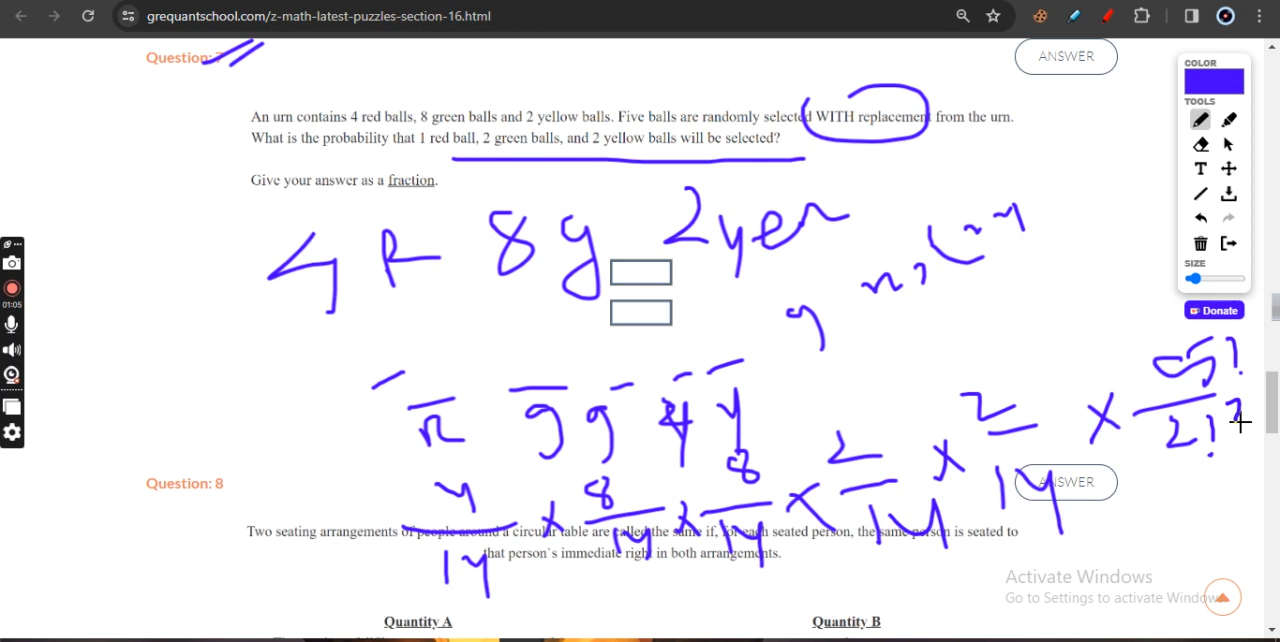 grequantschool.com/z-math-latest-puzzles-section-16.html
Question: 7
ANSWER
An urn contains 4 red balls, 8 green balls and 2 yellow balls. Five balls are randomly selected WITH replacement from the urn.
What is the probability that 1 red ball, 2 green balls, and 2 yellow balls will be selected?
Give your answer as a fraction.
4 R 8 g 2 yel
r g g y y
4/14 × 8/14 × 8/14 × 2/14 × 2/14 × 5!/2! 2
Question: 8
ANSWER
Two seating arrangements of people around a circular table are called the same if, for each seated person, the same person is seated to
that person's immediate right in both arrangements.
Quantity A
Quantity B
COLOR
TOOLS
T
SIZE
Donate
01:05
Activate Windows
Go to Settings to activate Windows